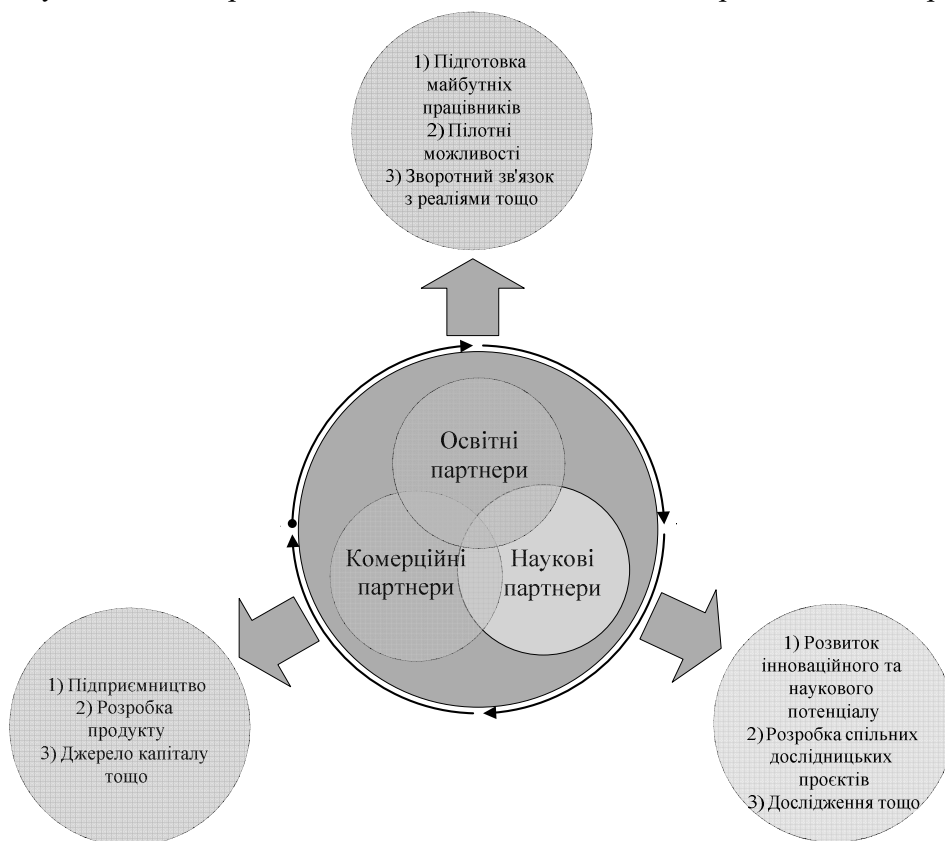 1) Підготовка
майбутніх
працівників
2) Пілотні
можливості
3) Зворотний зв'язок
з реаліями тощо
Освітні
партнери
Комерційні
партнери
Наукові
партнери
1) Підприємництво
2) Розробка
продукту
3) Джерело капіталу
тощо
1) Розвиток
інноваційного та
наукового
потенціалу
2) Розробка спільних
дослідницьких
проєктів
3) Дослідження тощо